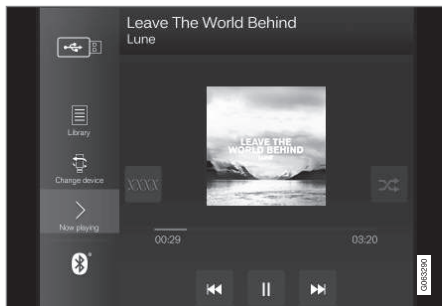 Leave The World Behind
Lune
Library
Change device
Now playing
LEAVE THE
WORLD BEHIND
LUNE
XXXX
00:29
03:20
G063290